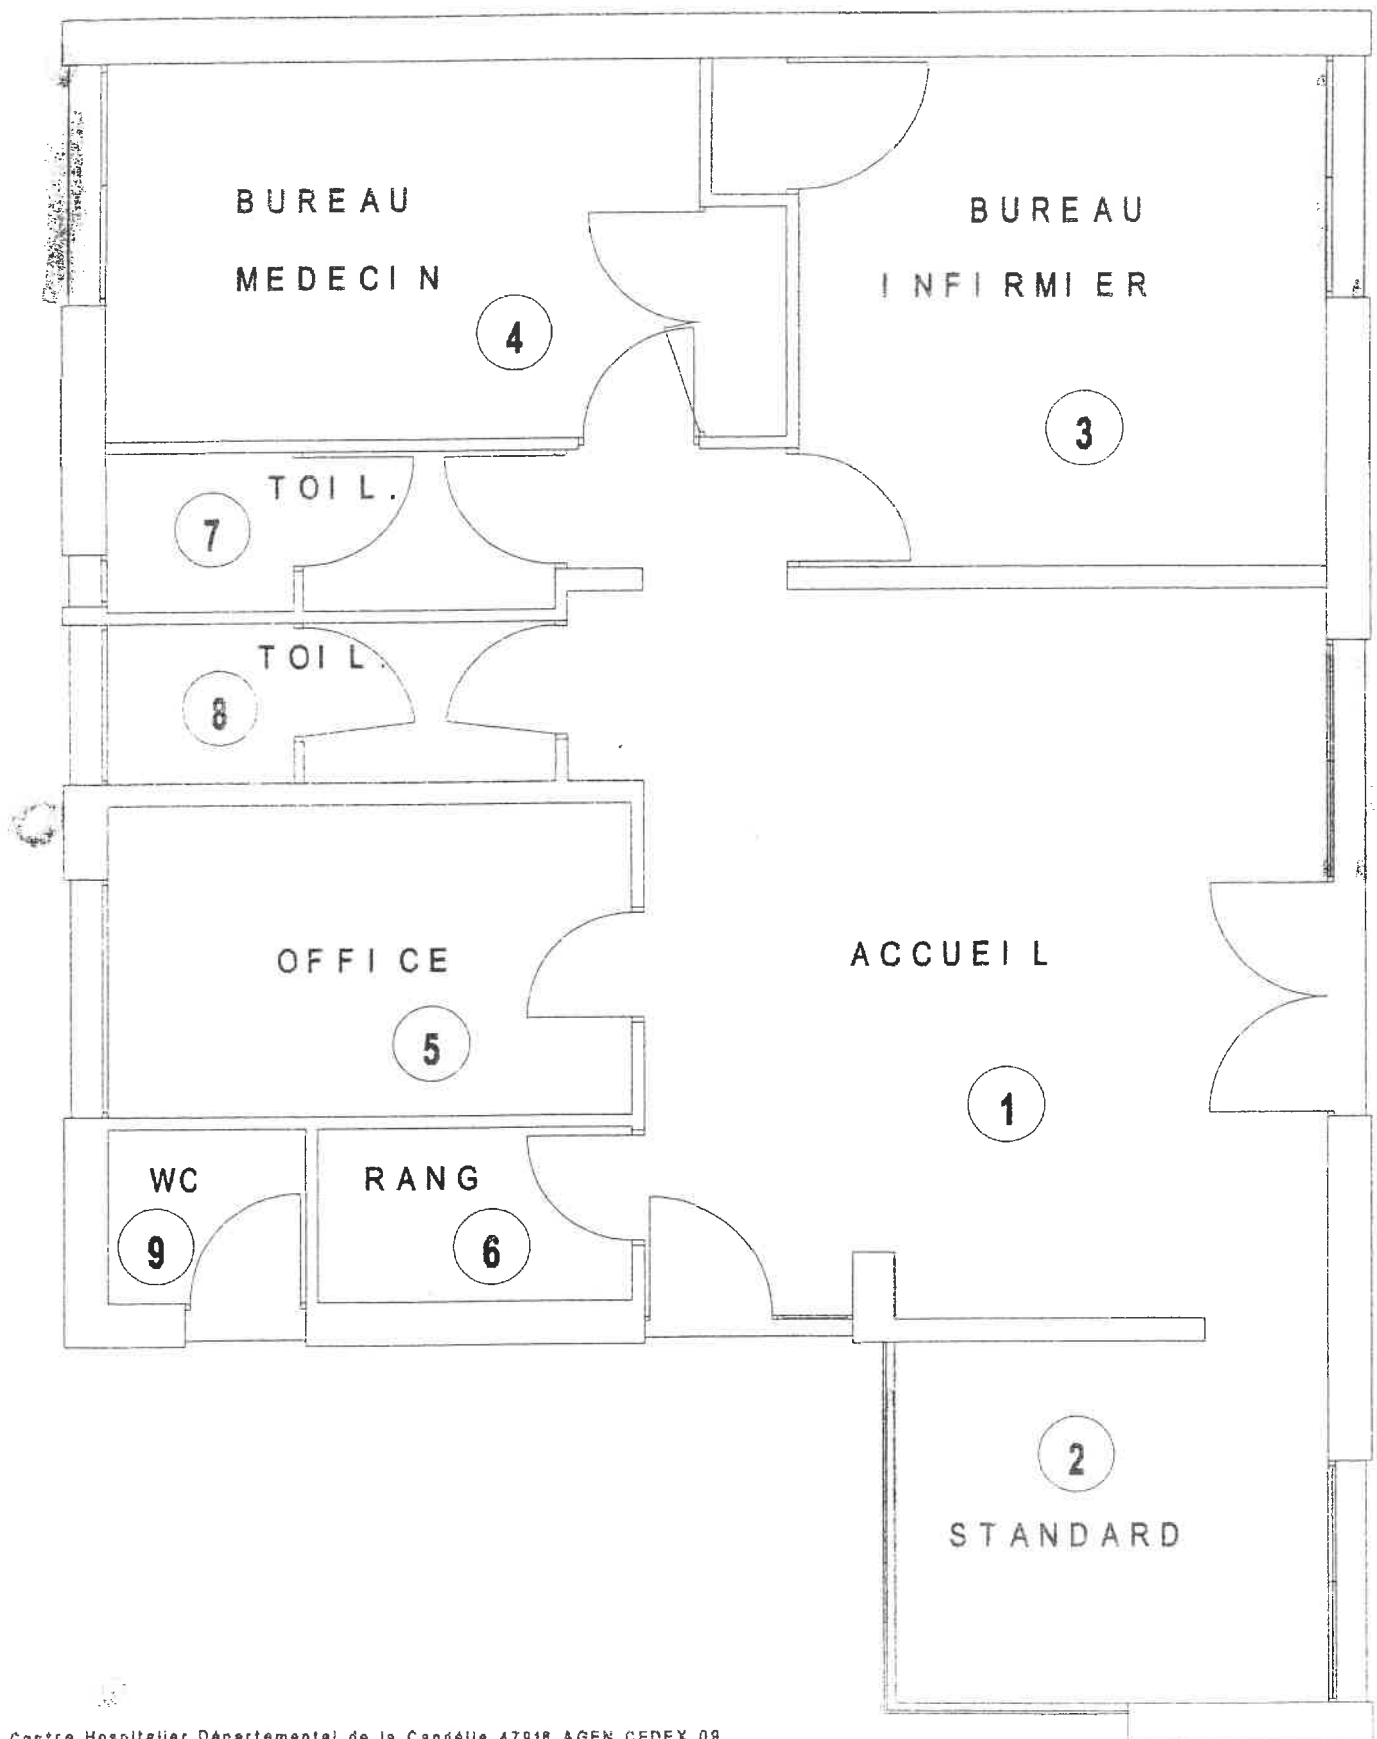 BUREAU
MEDECIN
4
BUREAU
INFIRMIER
3
TOIL.
7
TOIL.
8
OFFICE
5
ACCUEIL
1
WC
9
RANG
6
2
STANDARD
Centre Hospitalier Départemental de la Candélie 47916 AGEN CEDEX 09